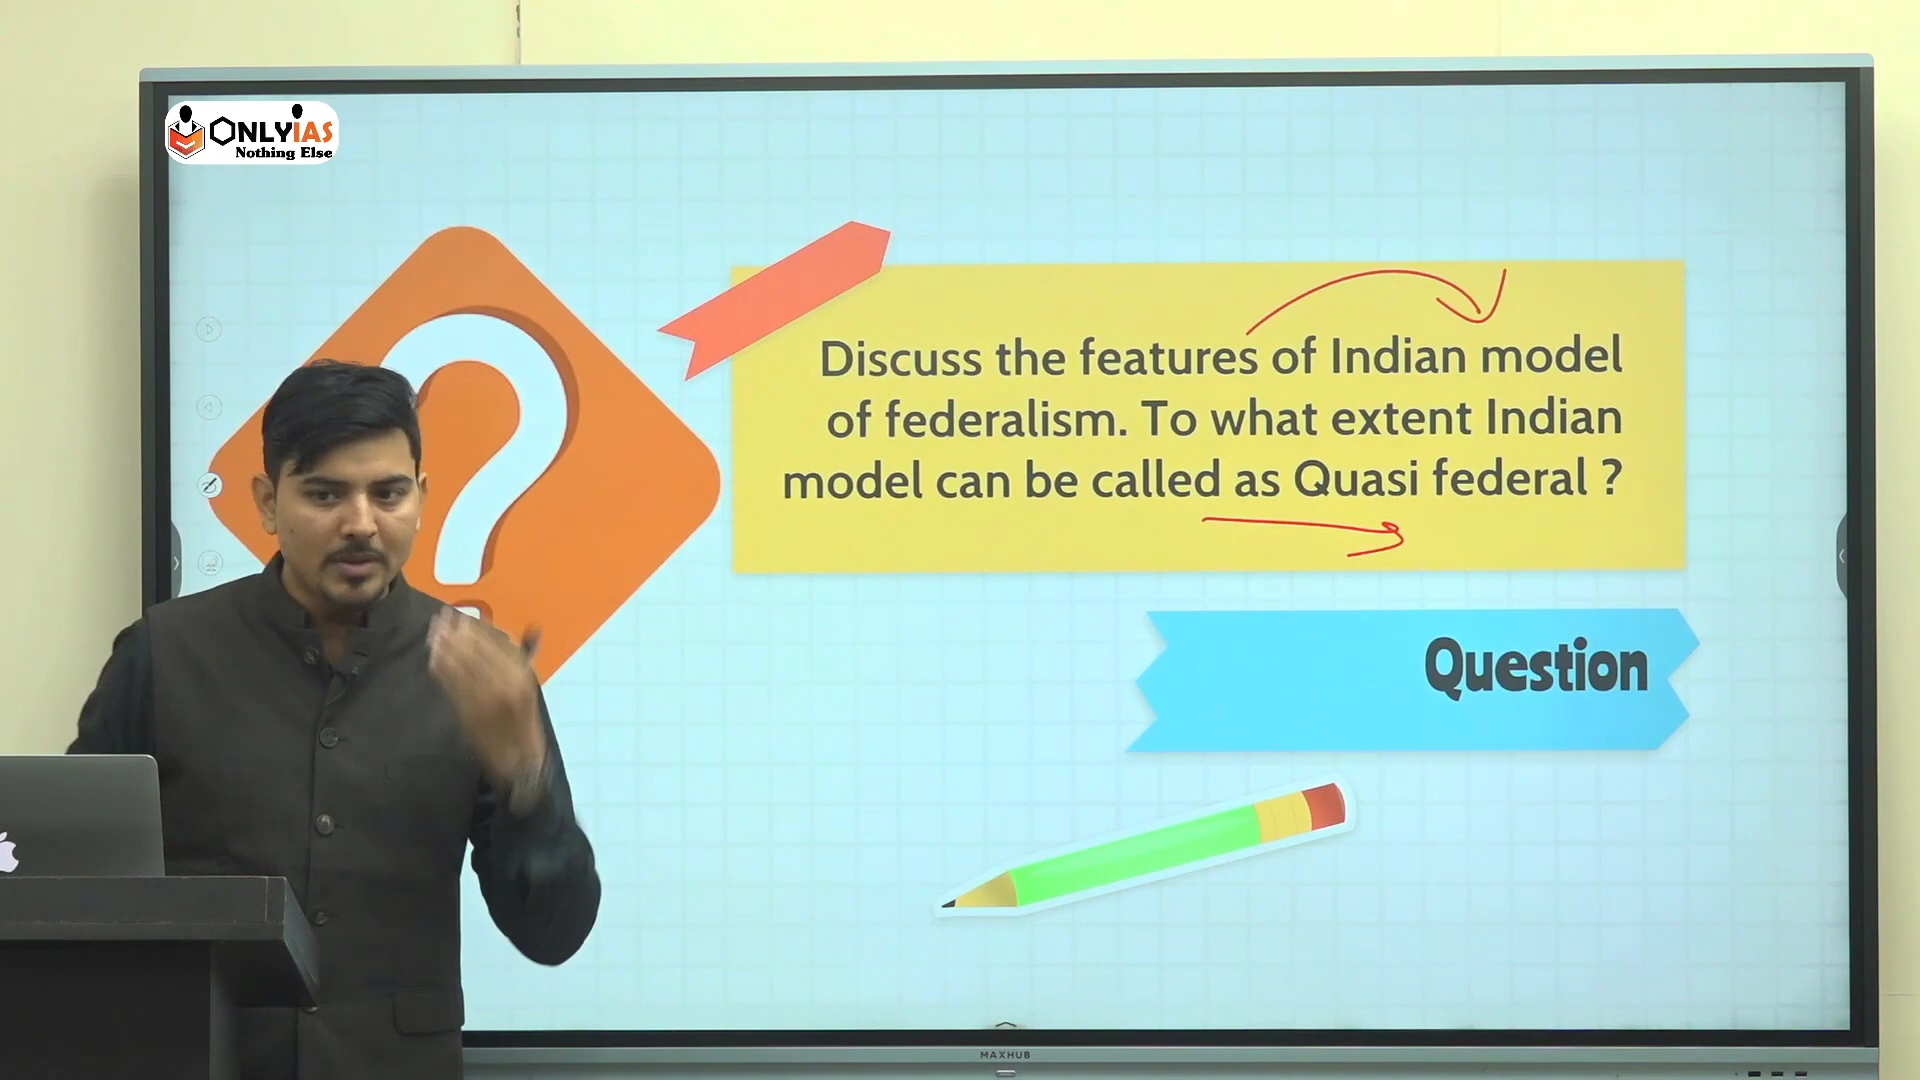 ONLYIAS
Nothing Else
Discuss the features of Indian model
of federalism. To what extent Indian
model can be called as Quasi federal ?
Question
MAXHUB